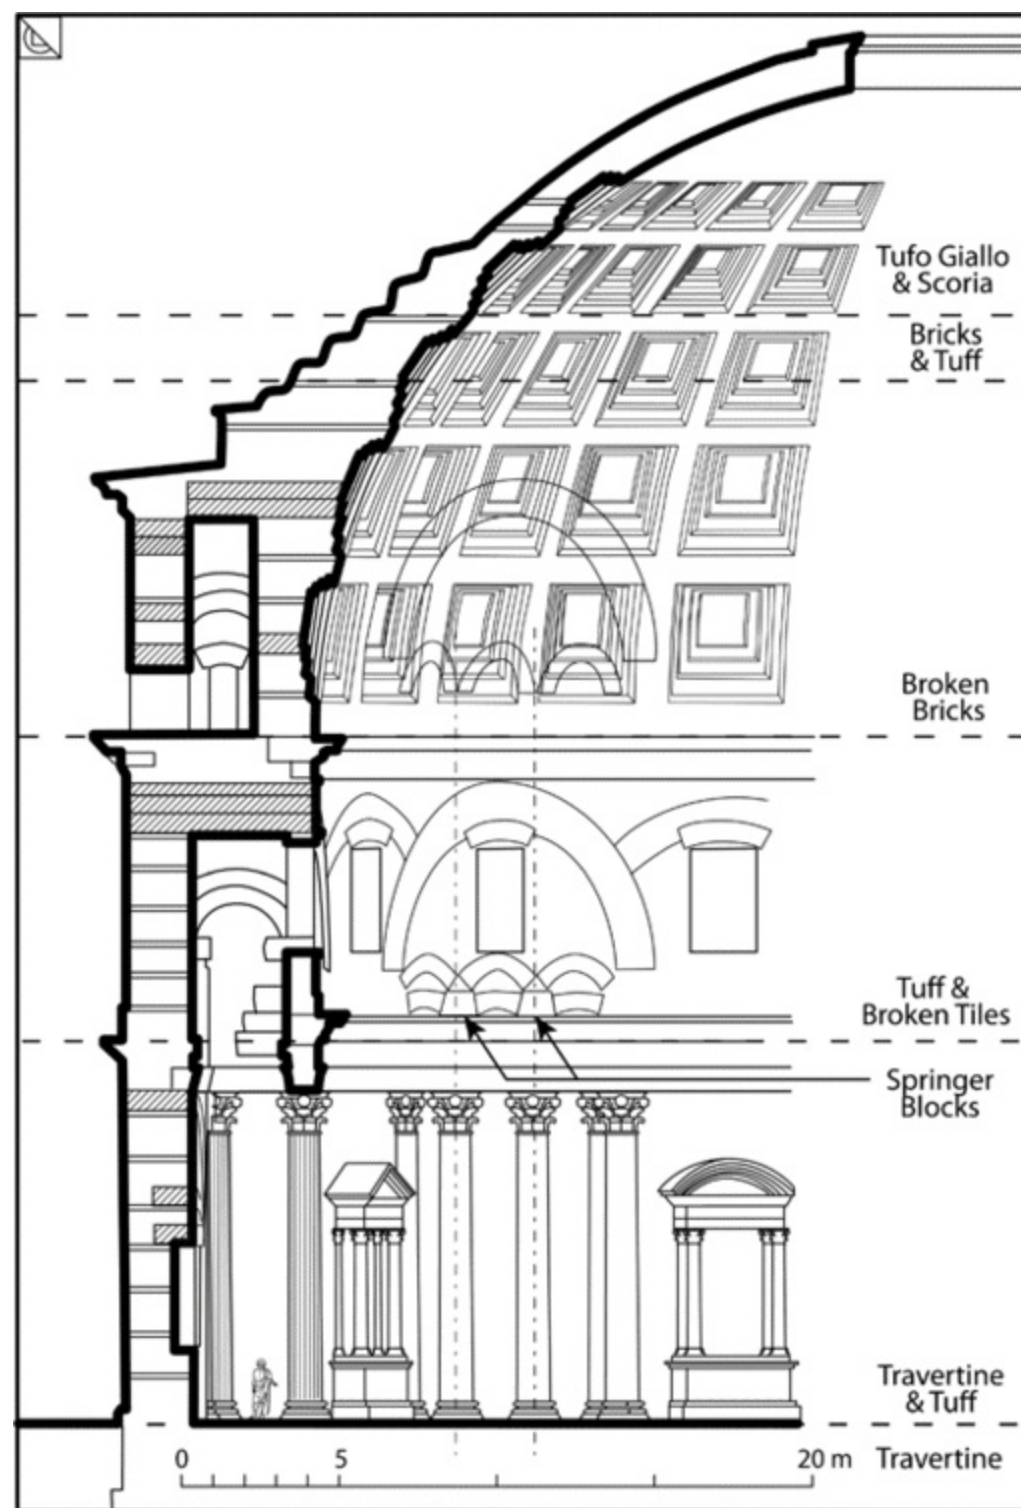 Tufo Giallo
& Scoria
Bricks
& Tuff
Broken
Bricks
Tuff &
Broken Tiles
Springer
Blocks
Travertine
& Tuff
0 5 20 m Travertine